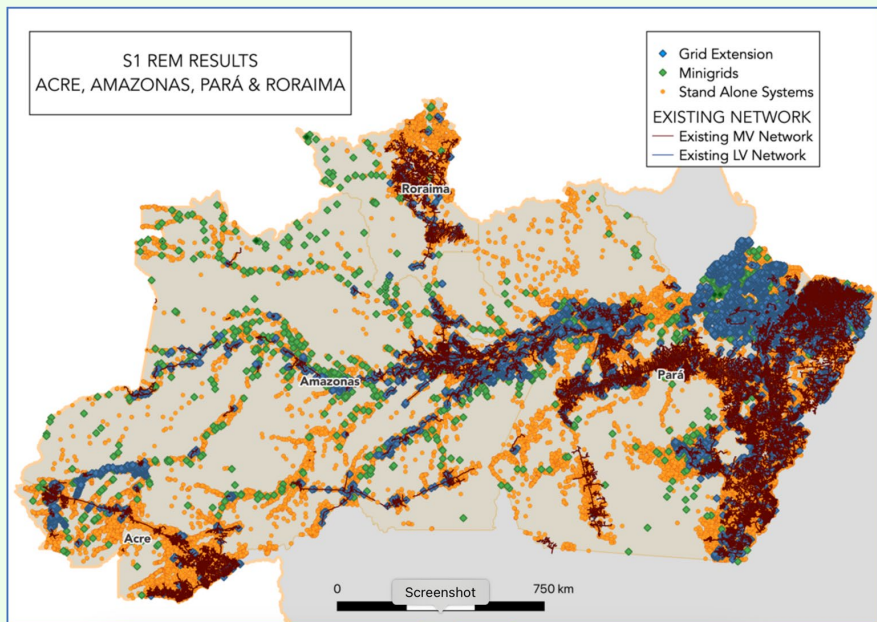 S1 REM RESULTS
ACRE, AMAZONAS, PARÁ & RORAIMA
Grid Extension
Minigrids
Stand Alone Systems
EXISTING NETWORK
Existing MV Network
Existing LV Network
Roraima
Amazonas
Pará
Acre
0
750 km
Screenshot